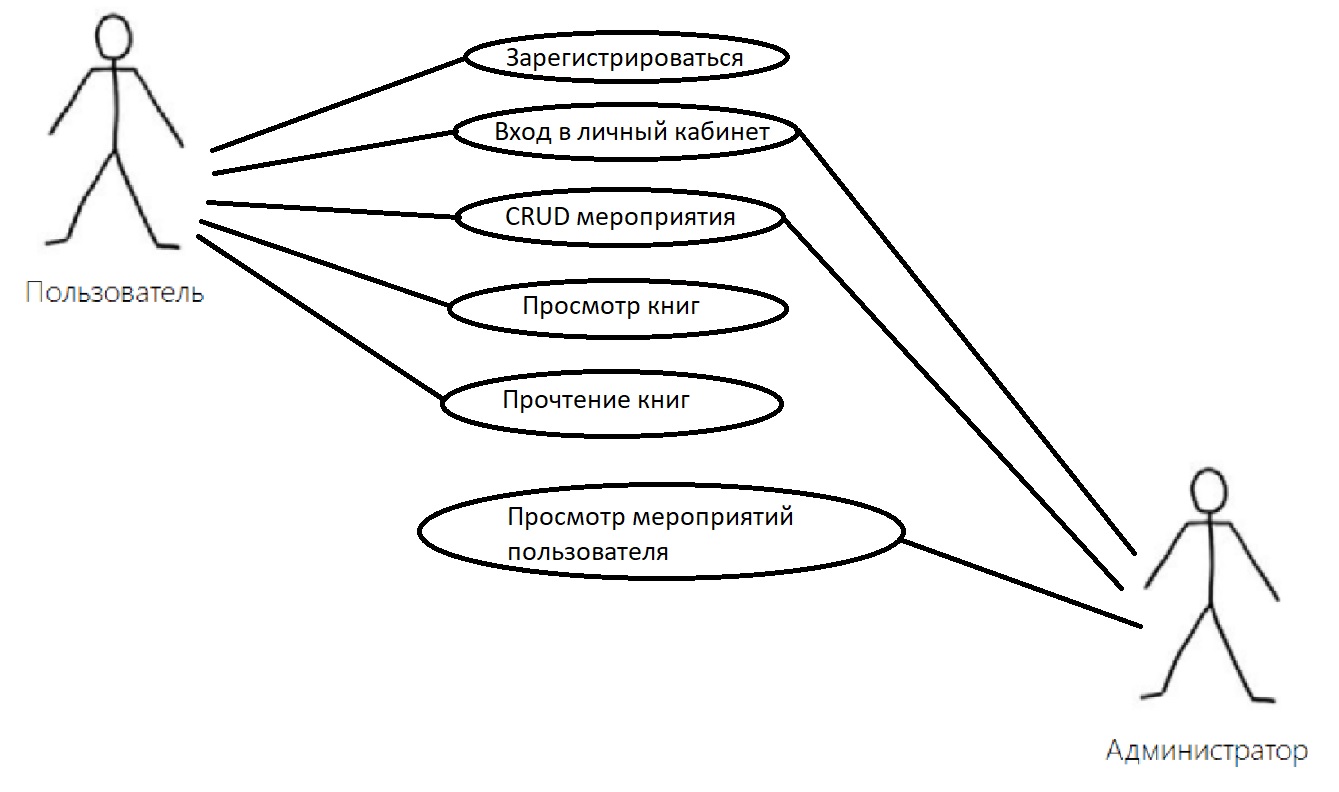 Зарегистрироваться
Вход в личный кабинет
CRUD мероприятия
Пользователь
Просмотр книг
Прочтение книг
Просмотр мероприятий
пользователя
Администратор